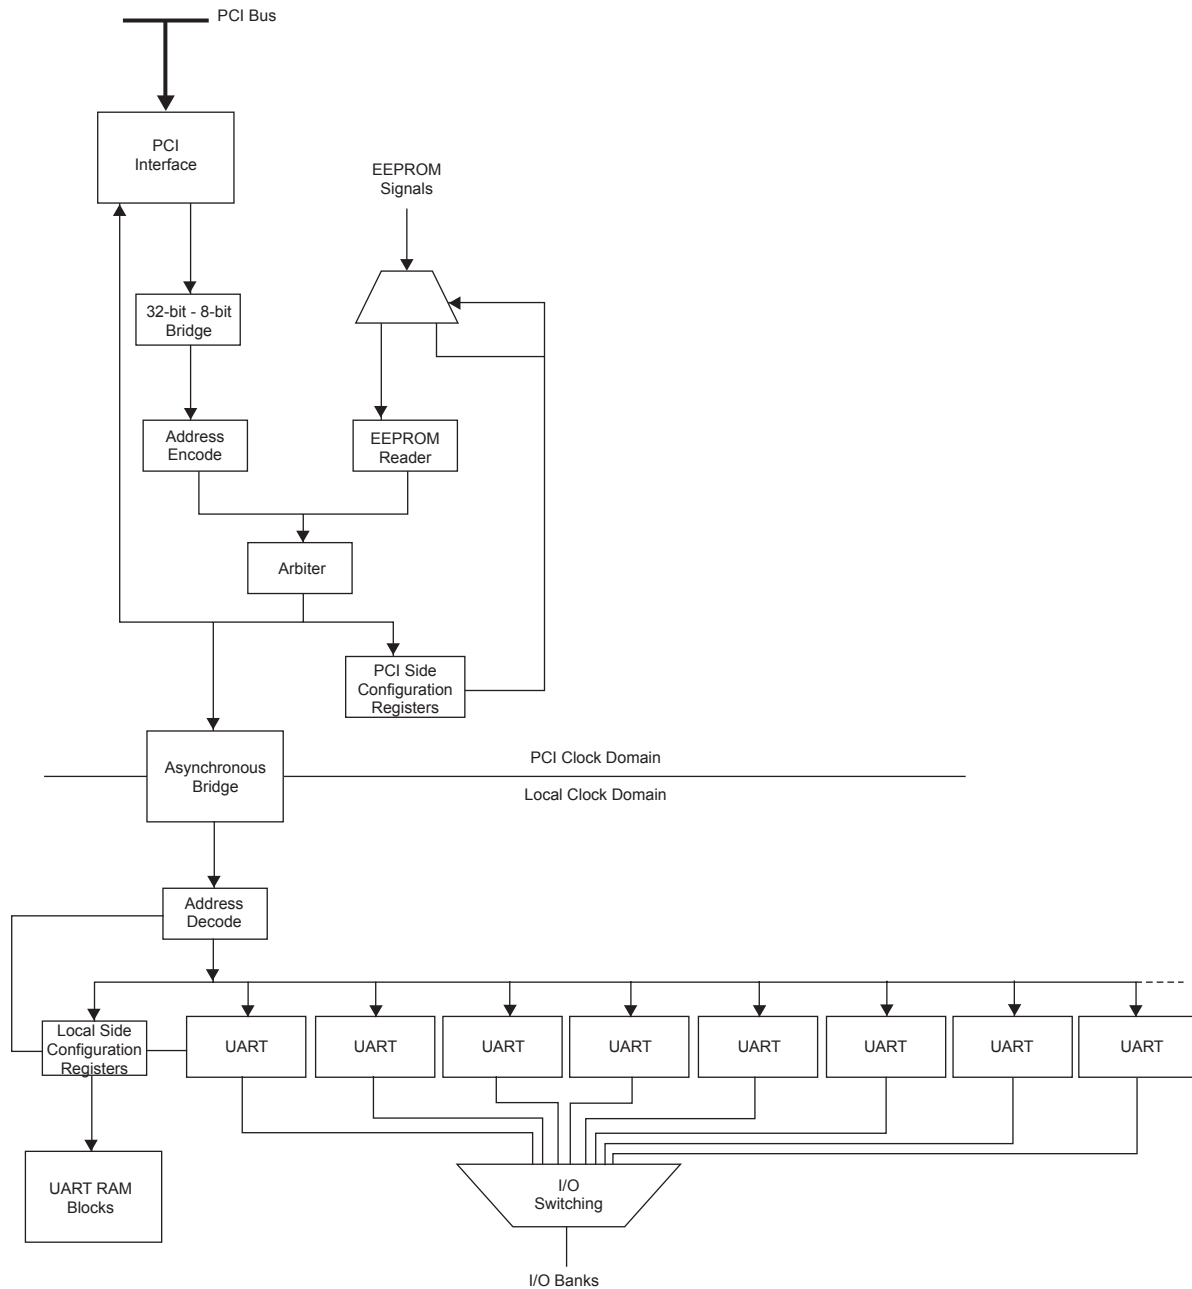 PCI Bus
PCI
Interface
EEPROM
Signals
32-bit - 8-bit
Bridge
Address
Encode
EEPROM
Reader
Arbiter
PCI Side
Configuration
Registers
Asynchronous
Bridge
PCI Clock Domain
Local Clock Domain
Address
Decode
Local Side
Configuration
Registers
UART
UART
UART
UART
UART
UART
UART
UART
UART RAM
Blocks
I/O
Switching
I/O Banks